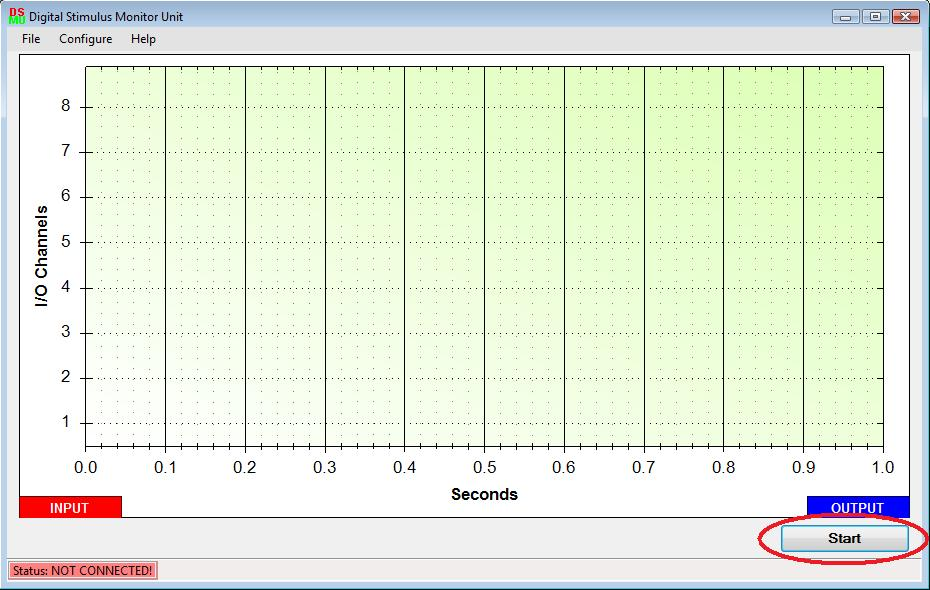 DS
MU
Digital Stimulus Monitor Unit
File Configure Help
8
7
6
5
4
3
2
1
I/O Channels
0.0 0.1 0.2 0.3 0.4 0.5 0.6 0.7 0.8 0.9 1.0
Seconds
INPUT
OUTPUT
Start
Status: NOT CONNECTED!